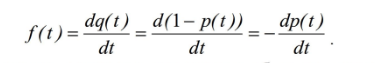 f(t) = dq(t)/dt = d(1 − p(t))/dt = − dp(t)/dt .